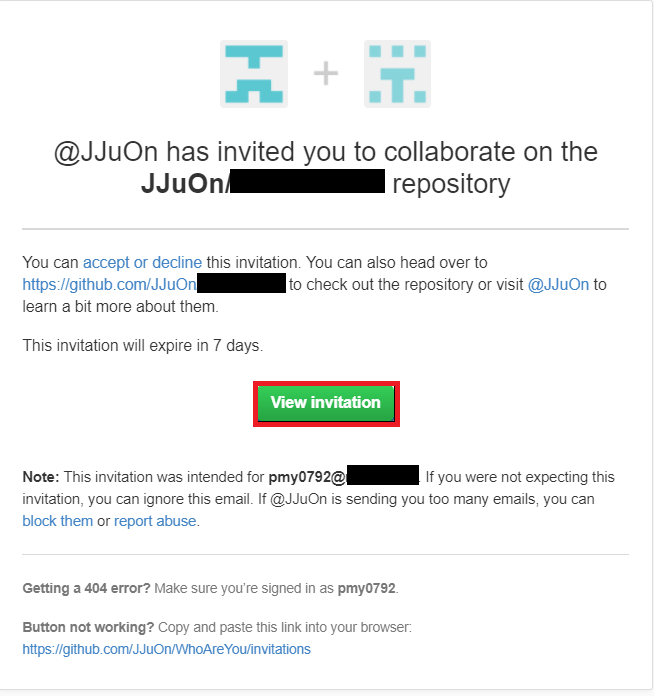 @JJuOn has invited you to collaborate on the
JJuOn/ repository
You can accept or decline this invitation. You can also head over to
https://github.com/JJuOn to check out the repository or visit @JJuOn to
learn a bit more about them.
This invitation will expire in 7 days.
View invitation
Note: This invitation was intended for pmy0792@ . If you were not expecting this
invitation, you can ignore this email. If @JJuOn is sending you too many emails, you can
block them or report abuse.
Getting a 404 error? Make sure you’re signed in as pmy0792.
Button not working? Copy and paste this link into your browser:
https://github.com/JJuOn/WhoAreYou/invitations